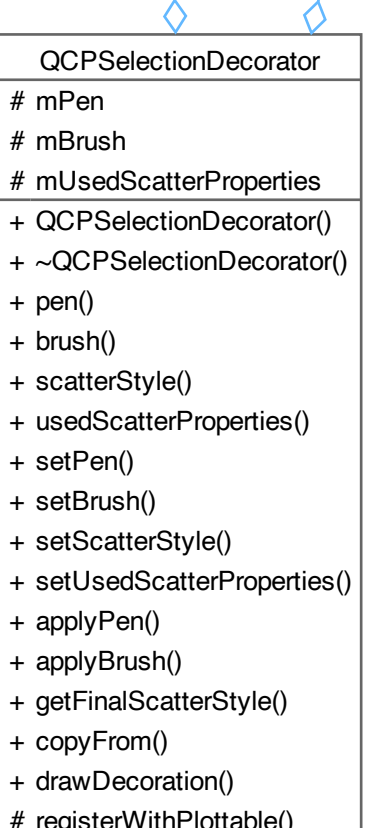 QCPSelectionDecorator
# mPen
# mBrush
# mUsedScatterProperties
+ QCPSelectionDecorator()
+ ~QCPSelectionDecorator()
+ pen()
+ brush()
+ scatterStyle()
+ usedScatterProperties()
+ setPen()
+ setBrush()
+ setScatterStyle()
+ setUsedScatterProperties()
+ applyPen()
+ applyBrush()
+ getFinalScatterStyle()
+ copyFrom()
+ drawDecoration()
# registerWithPlottable()